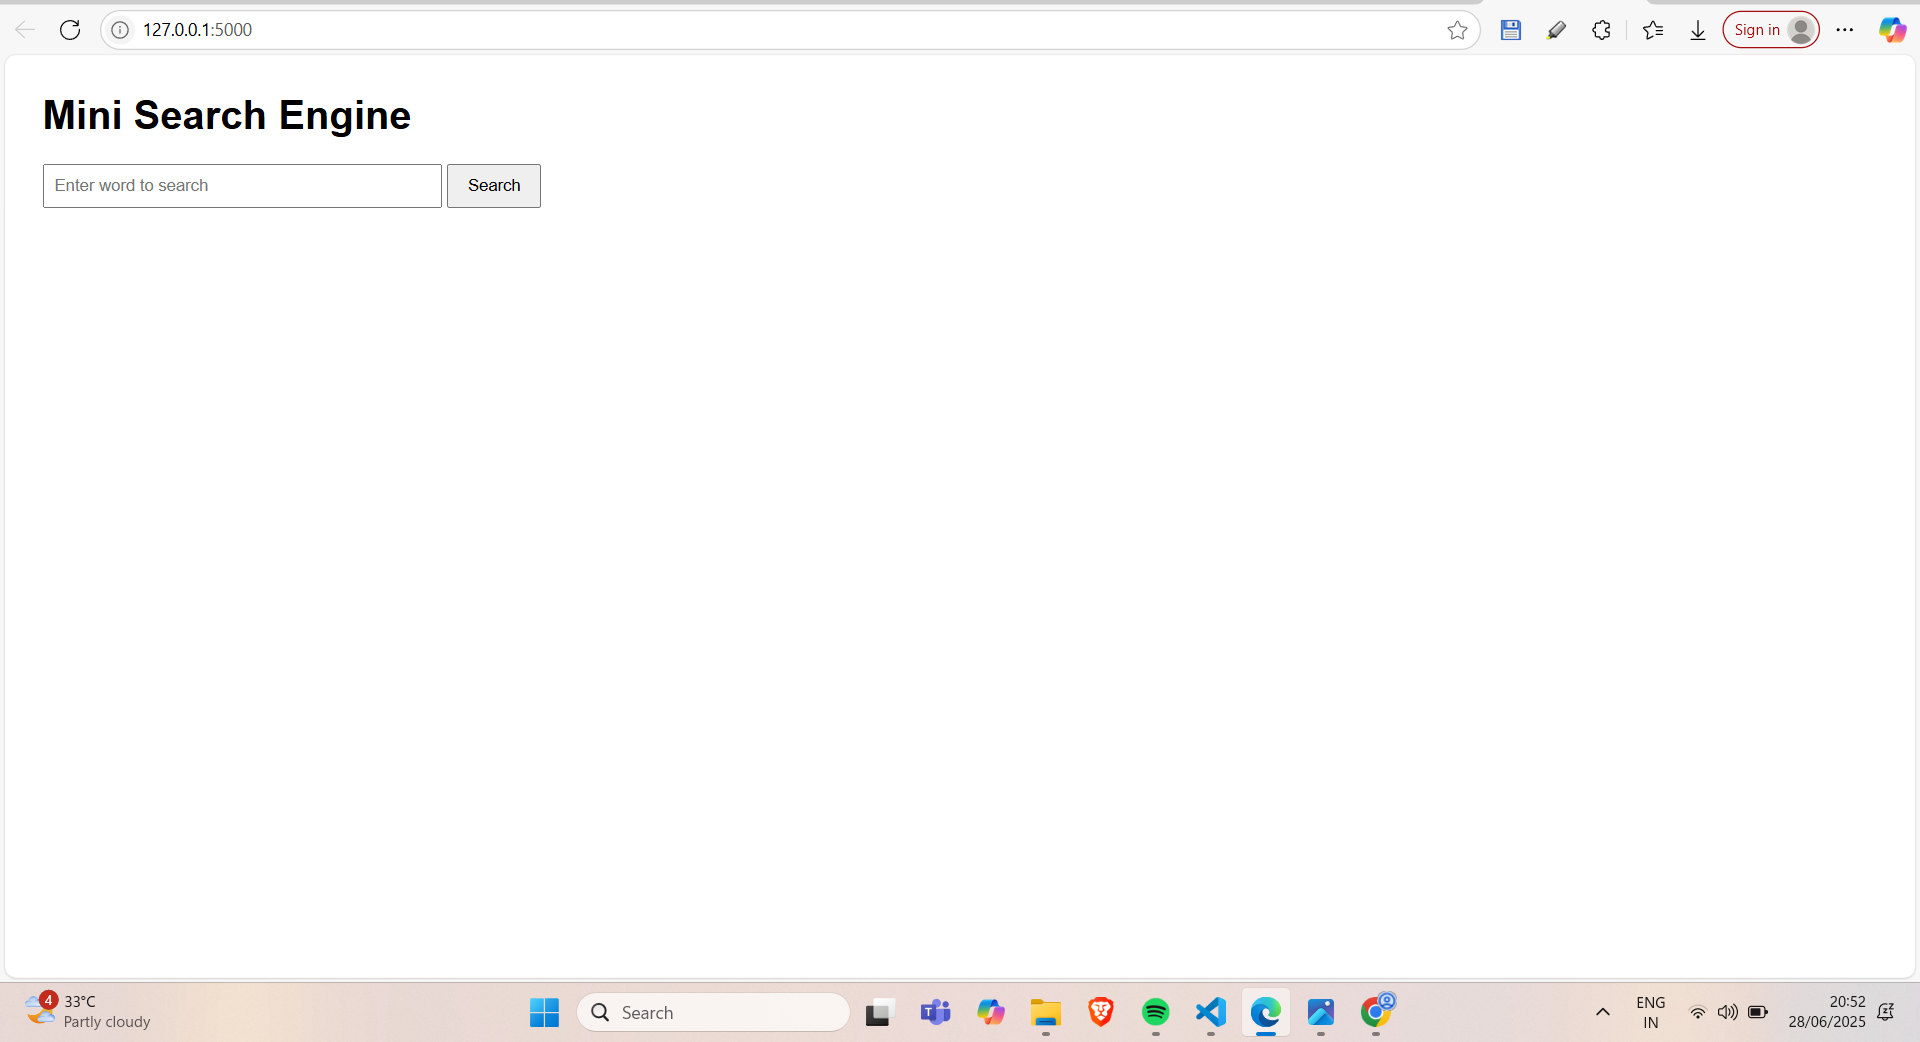 127.0.0.1:5000
Sign in
Mini Search Engine
Enter word to search
Search
4
33°C
Partly cloudy
Search
ENG
IN
20:52
28/06/2025